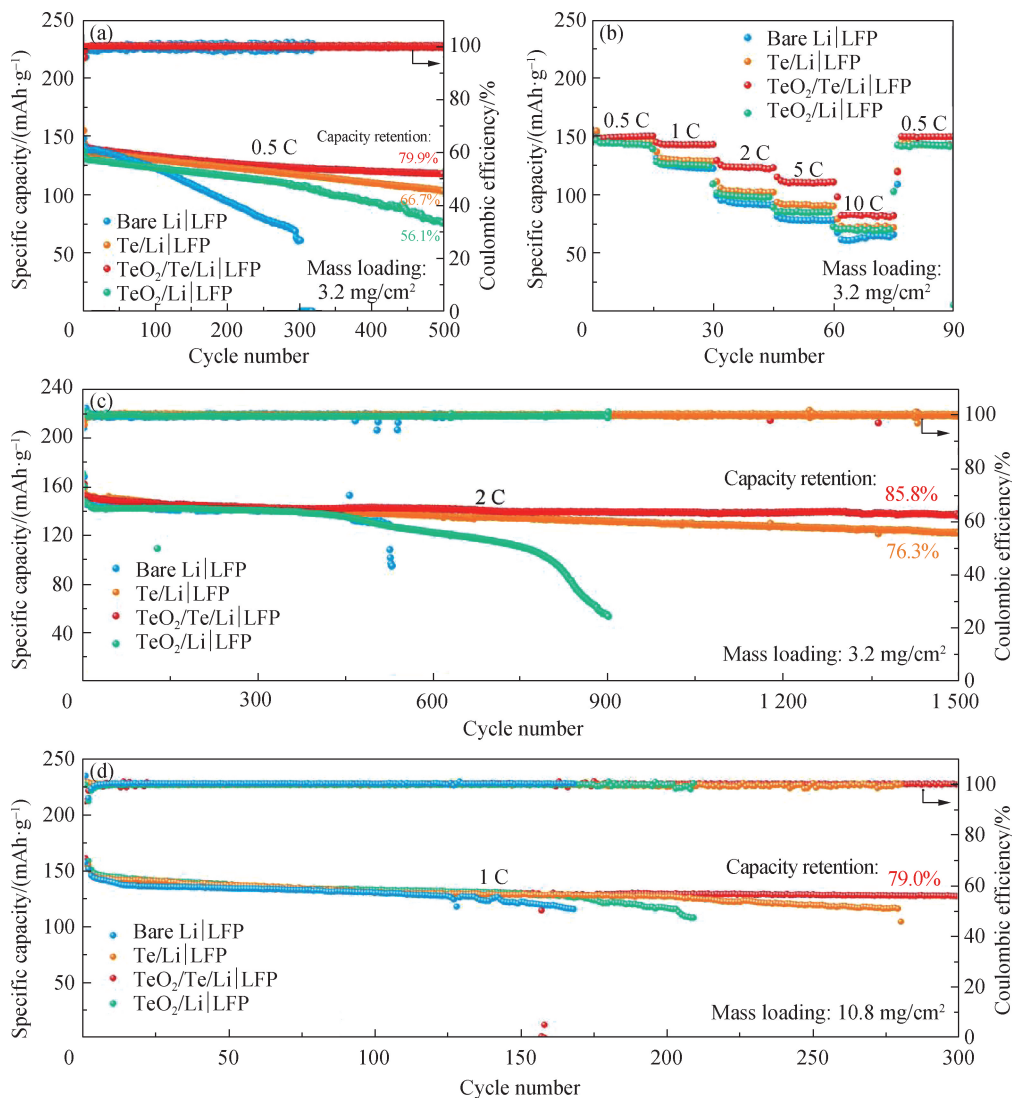 (a)
250
200
150
100
50
0
100
80
60
40
20
0
Specific capacity/(mAh·g⁻¹)
Coulombic efficiency/%
0.5 C
Capacity retention:
79.9%
66.7%
56.1%
Bare Li|LFP
Te/Li|LFP
TeO₂/Te/Li|LFP
TeO₂/Li|LFP
Mass loading:
3.2 mg/cm²
100 200 300 400 500
Cycle number
(b)
250
200
150
100
50
0
Specific capacity/(mAh·g⁻¹)
Bare Li|LFP
Te/Li|LFP
TeO₂/Te/Li|LFP
TeO₂/Li|LFP
0.5 C
1 C
2 C
5 C
10 C
0.5 C
Mass loading:
3.2 mg/cm²
30 60 90
Cycle number
(c)
240
200
160
120
80
40
0
100
80
60
40
20
0
Specific capacity/(mAh·g⁻¹)
Coulombic efficiency/%
2 C
Capacity retention:
85.8%
76.3%
Bare Li|LFP
Te/Li|LFP
TeO₂/Te/Li|LFP
TeO₂/Li|LFP
Mass loading: 3.2 mg/cm²
300 600 900 1 200 1 500
Cycle number
(d)
250
200
150
100
50
0
100
80
60
40
20
0
Specific capacity/(mAh·g⁻¹)
Coulombic efficiency/%
1 C
Capacity retention:
79.0%
Bare Li|LFP
Te/Li|LFP
TeO₂/Te/Li|LFP
TeO₂/Li|LFP
Mass loading: 10.8 mg/cm²
50 100 150 200 250 300
Cycle number